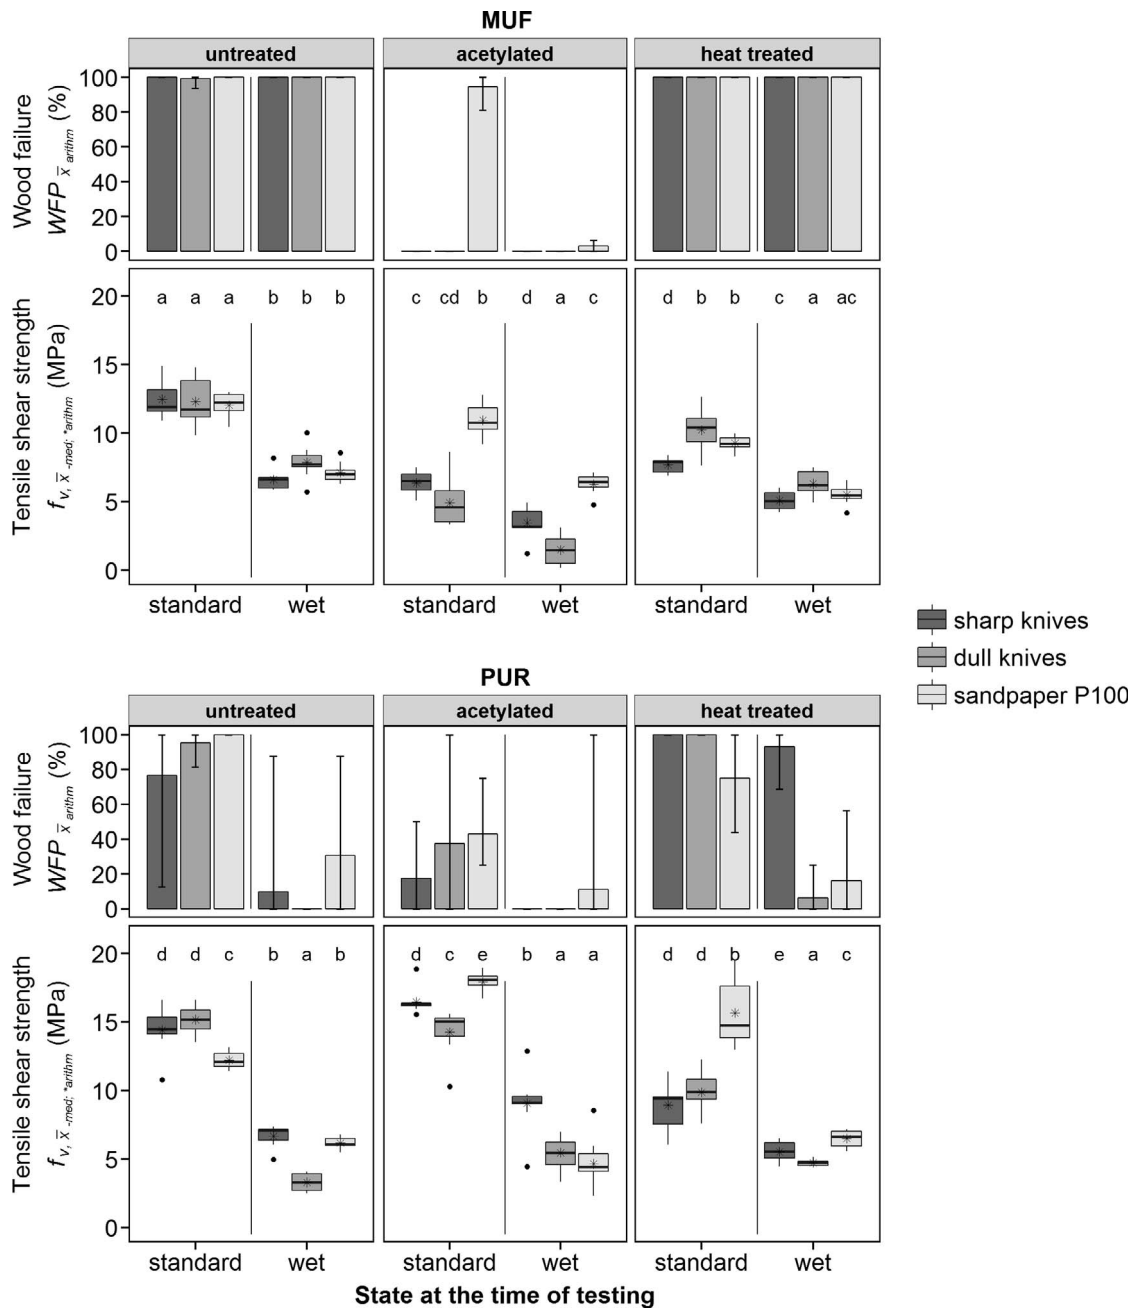 MUF
untreated acetylated heat treated
Wood failure
WFP x̅ arithm (%)
100
80
60
40
20
0
Tensile shear strength
fv, x̅ -med; *arithm (MPa)
20
15
10
5
0
a a a b b b c cd b d a c d b b c a ac
standard wet standard wet standard wet
sharp knives
dull knives
sandpaper P100
PUR
untreated acetylated heat treated
Wood failure
WFP x̅ arithm (%)
100
80
60
40
20
0
Tensile shear strength
fv, x̅ -med; *arithm (MPa)
20
15
10
5
0
d d c b a b d c e b a a d d b e a c
standard wet standard wet standard wet
State at the time of testing